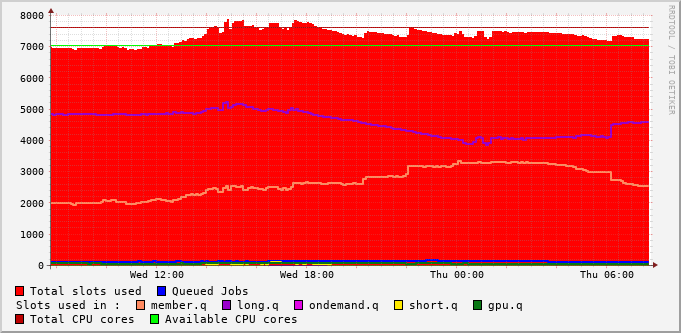 8000
7000
6000
5000
4000
3000
2000
1000
0
Wed 12:00 Wed 18:00 Thu 00:00 Thu 06:00
RRDTOOL / TOBI OETIKER
Total slots used Queued Jobs
Slots used in : member.q long.q ondemand.q short.q gpu.q
Total CPU cores Available CPU cores